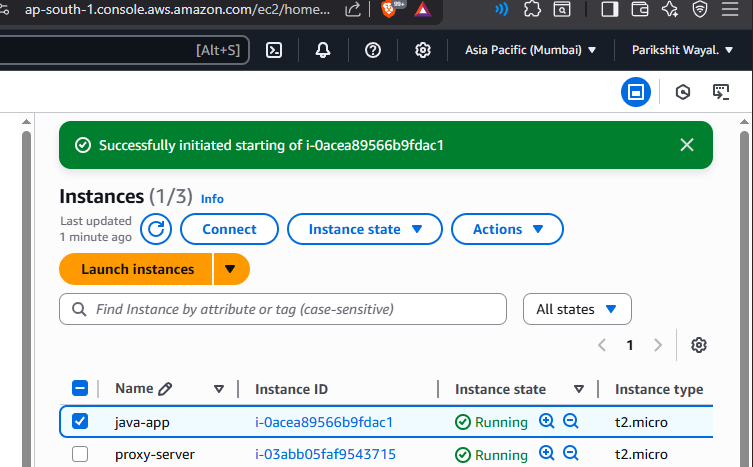 ap-south-1.console.aws.amazon.com/ec2/home...
99+
[Alt+S]
Asia Pacific (Mumbai)
Parikshit Wayal.
Successfully initiated starting of i-0acea89566b9fdac1
Instances (1/3) Info
Last updated
1 minute ago
Connect
Instance state
Actions
Launch instances
Find Instance by attribute or tag (case-sensitive)
All states
1
Name
Instance ID
Instance state
Instance type
java-app
i-0acea89566b9fdac1
Running
t2.micro
proxy-server
i-03abb05faf9543715
Running
t2.micro